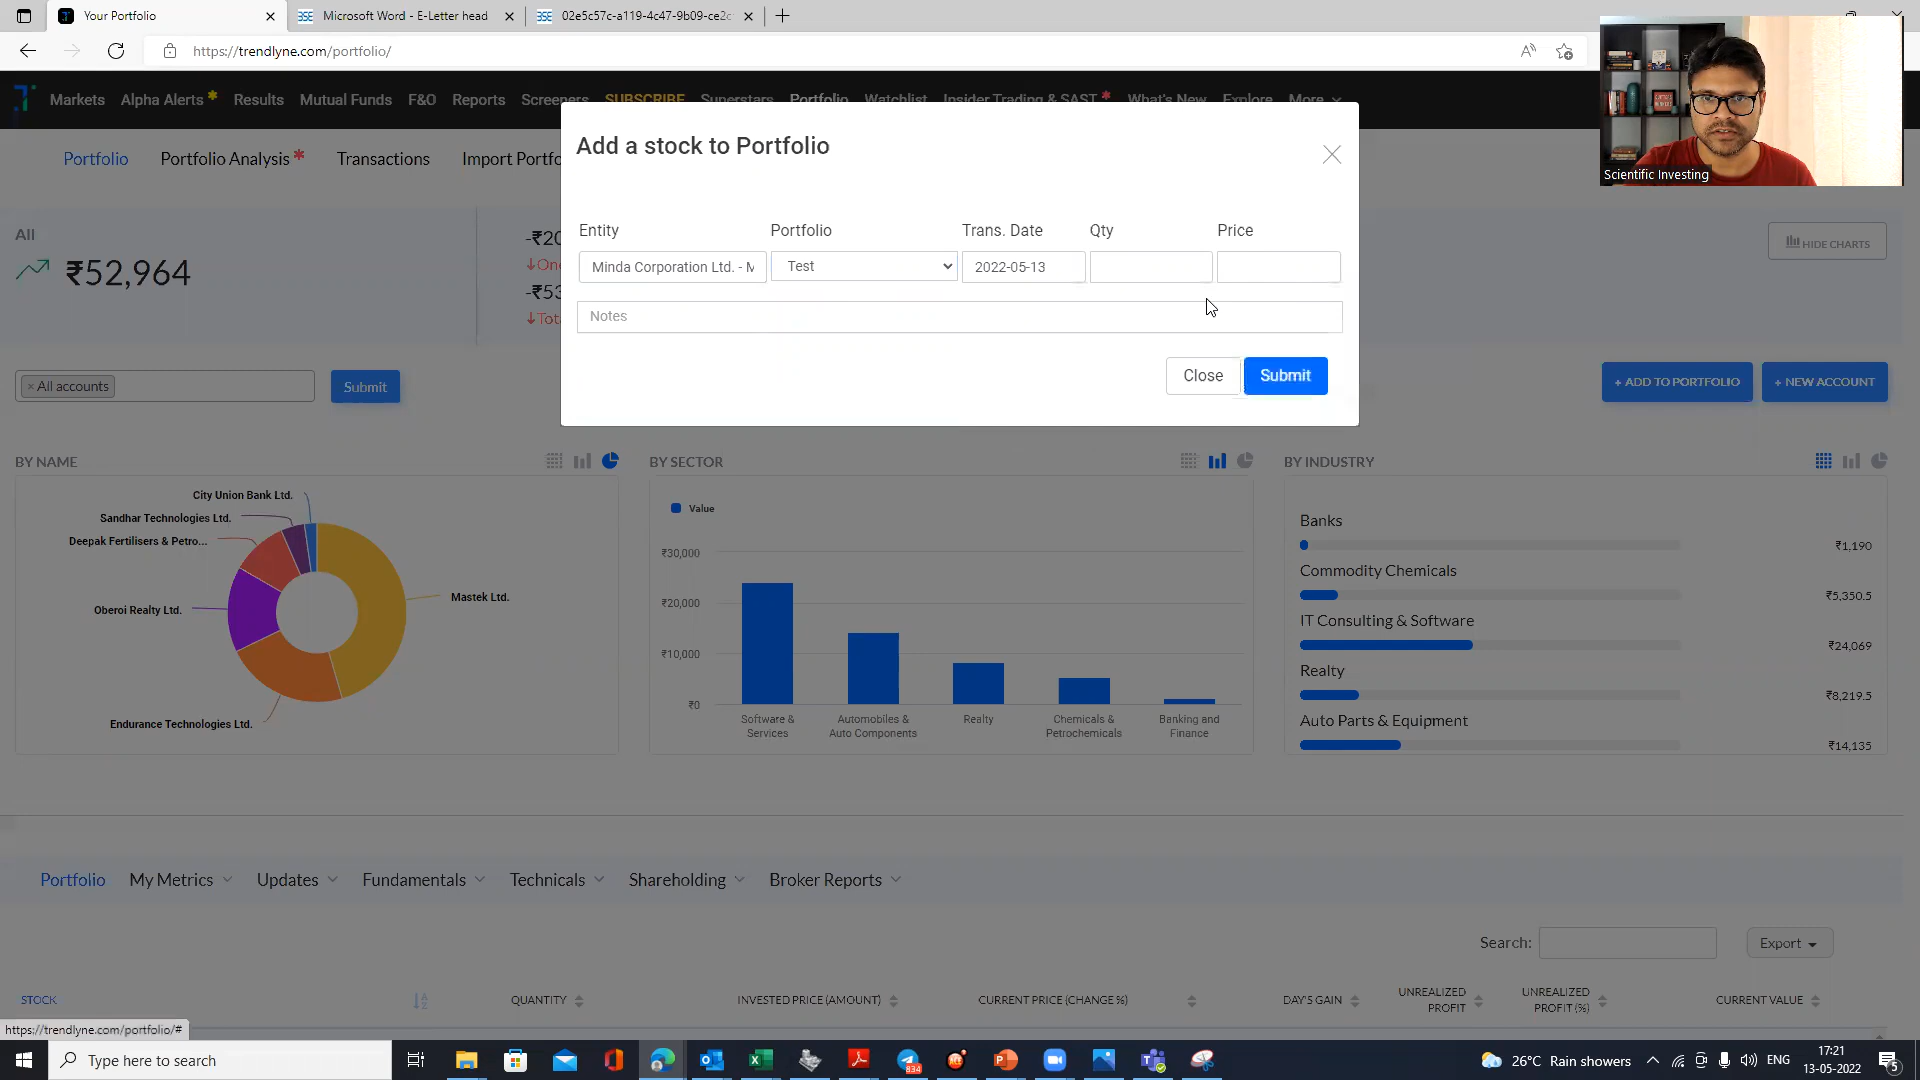 Your Portfolio
Microsoft Word - E-Letter head
02e5c57c-a119-4c47-9b09-ce2c
https://trendlyne.com/portfolio/
Markets Alpha Alerts Results Mutual Funds F&O Reports Screeners SUBSCRIBE Superstars Portfolio Watchlist Insider Trading & SAST What's New Explore More
Portfolio Portfolio Analysis Transactions Import Portfo
Scientific Investing
Add a stock to Portfolio
Entity Portfolio Trans. Date Qty Price
Minda Corporation Ltd. - M Test 2022-05-13
Notes
Close Submit
All
₹52,964
-₹20
-₹53
HIDE CHARTS
× All accounts Submit
+ ADD TO PORTFOLIO + NEW ACCOUNT
BY NAME
City Union Bank Ltd.
Sandhar Technologies Ltd.
Deepak Fertilisers & Petro...
Oberoi Realty Ltd.
Mastek Ltd.
Endurance Technologies Ltd.
BY SECTOR
Value
₹30,000
₹20,000
₹10,000
₹0
Software & Services
Automobiles & Auto Components
Realty
Chemicals & Petrochemicals
Banking and Finance
BY INDUSTRY
Banks
₹1,190
Commodity Chemicals
₹5,350.5
IT Consulting & Software
₹24,069
Realty
₹8,219.5
Auto Parts & Equipment
₹14,135
Portfolio My Metrics Updates Fundamentals Technicals Shareholding Broker Reports
Search: Export
STOCK QUANTITY INVESTED PRICE (AMOUNT) CURRENT PRICE (CHANGE %) DAY'S GAIN UNREALIZED PROFIT UNREALIZED PROFIT (%) CURRENT VALUE
https://trendlyne.com/portfolio/#
Type here to search
834
26°C Rain showers
ENG
17:21
13-05-2022
5